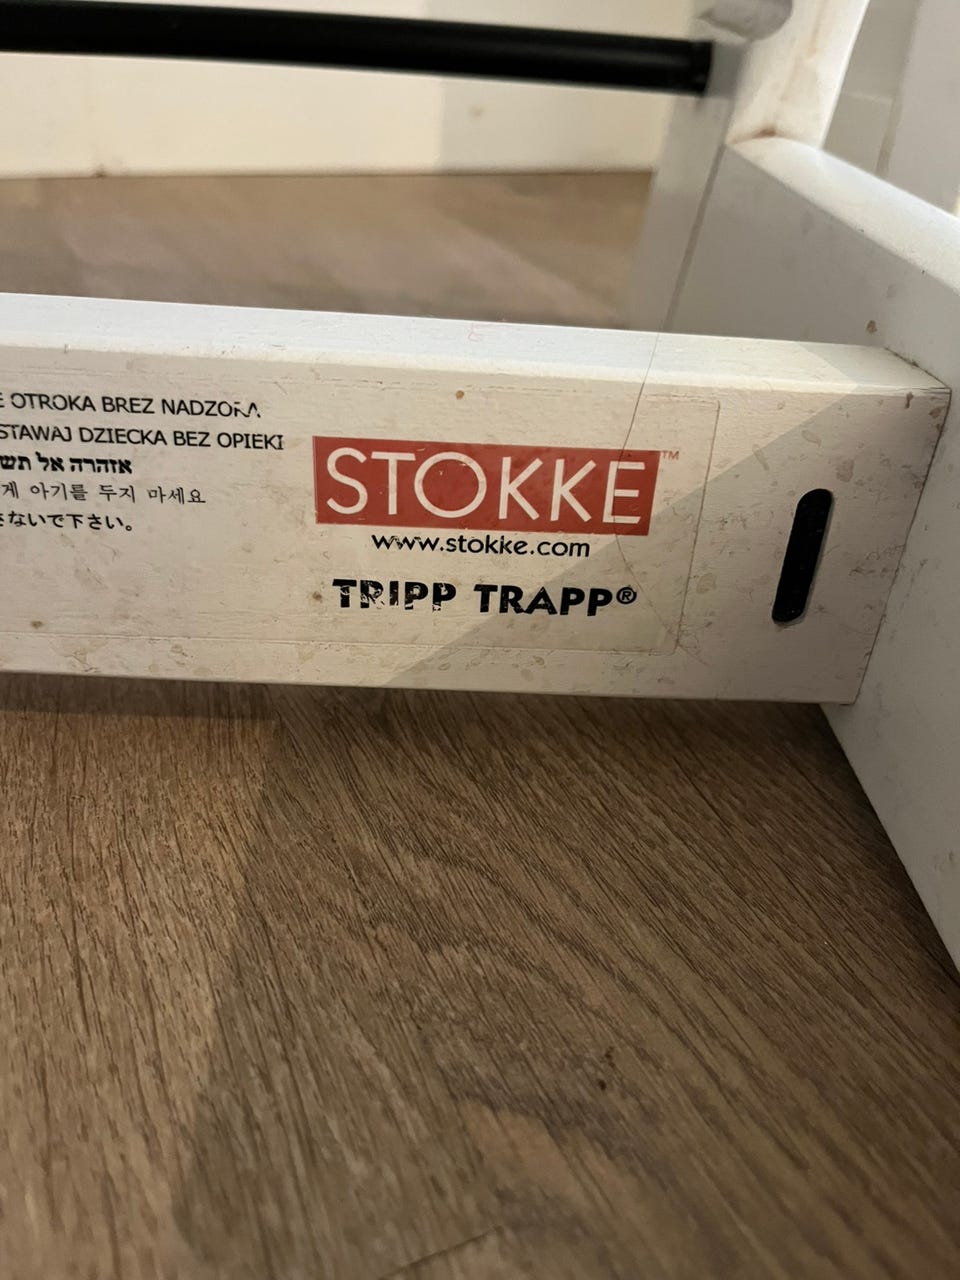 E OTROKA BREZ NADZORA
STAWAJ DZIECKA BEZ OPIEKI
אזהרה אל תש
게 아기를 두지 마세요
さないで下さい。
STOKKE™
www.stokke.com
TRIPP TRAPP®